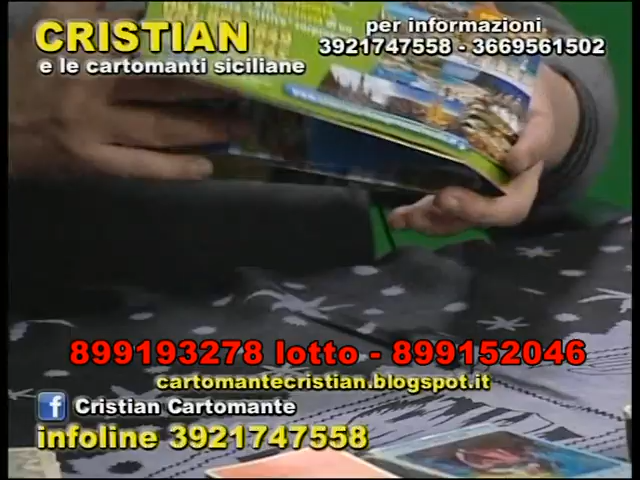 CRISTIAN
e le cartomanti siciliane
per informazioni
3921747558 - 3669561502
899193278 lotto - 899152046
cartomantecristian.blogspot.it
f Cristian Cartomante
infoline 3921747558